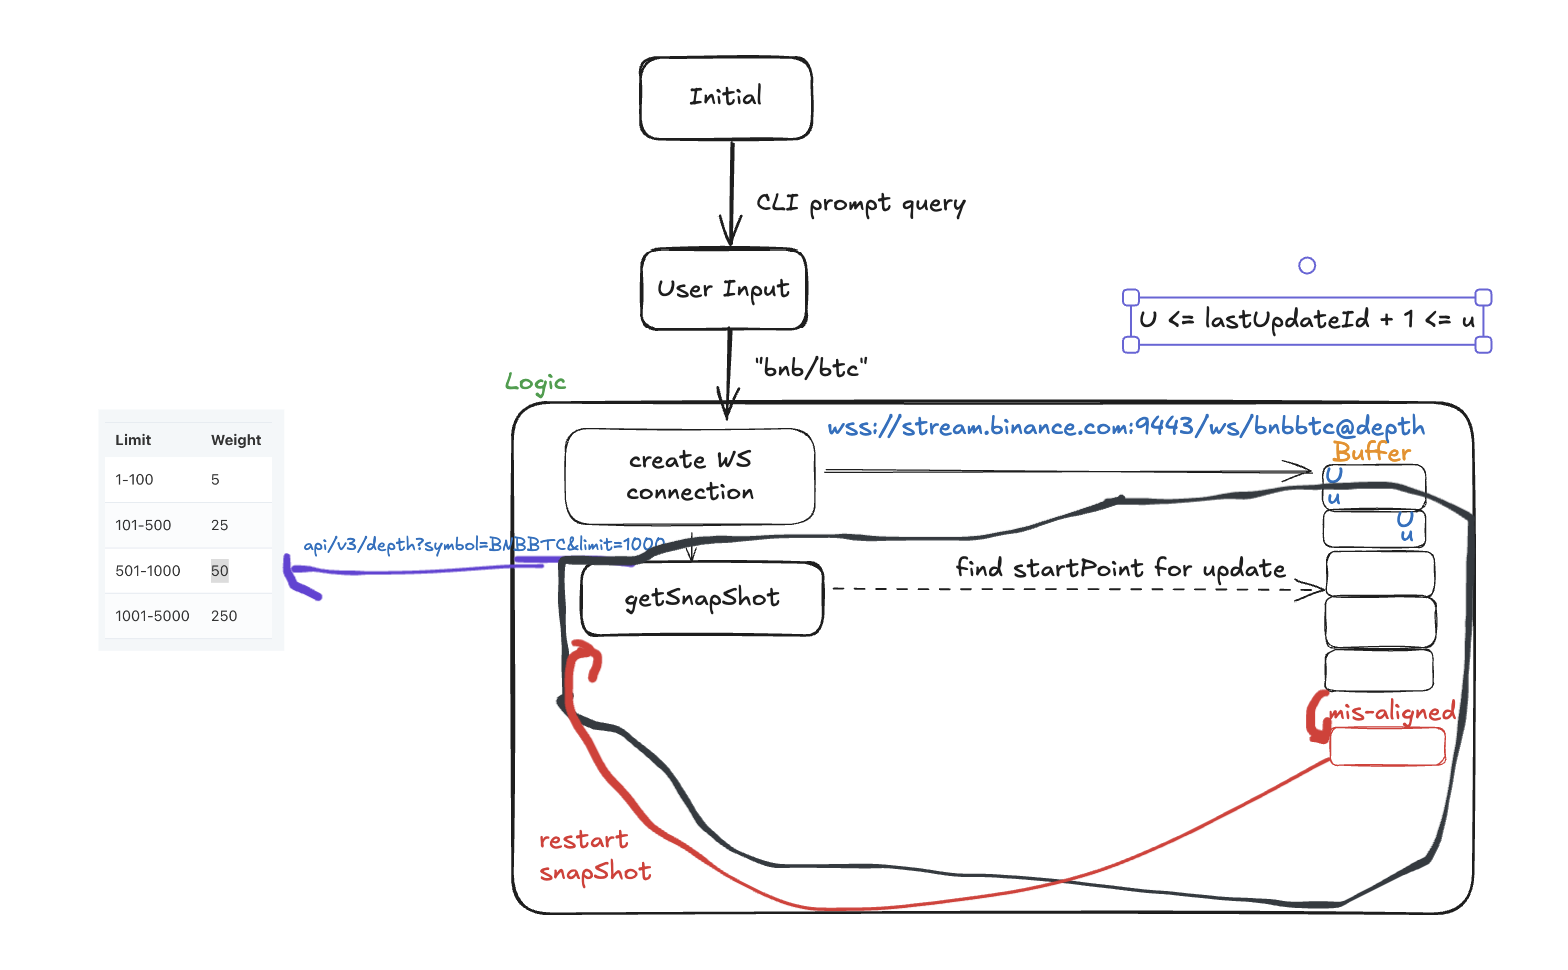 Initial
CLI prompt query
User Input
U <= lastUpdateId + 1 <= u
"bnb/btc"
Logic
wss://stream.binance.com:9443/ws/bnbbtc@depth
Buffer
create WS
connection
U
u
U
u
Limit Weight
1-100 5
101-500 25
501-1000 50
1001-5000 250
api/v3/depth?symbol=BNBBTC&limit=1000
find startPoint for update
getSnapShot
mis-aligned
restart
snapShot